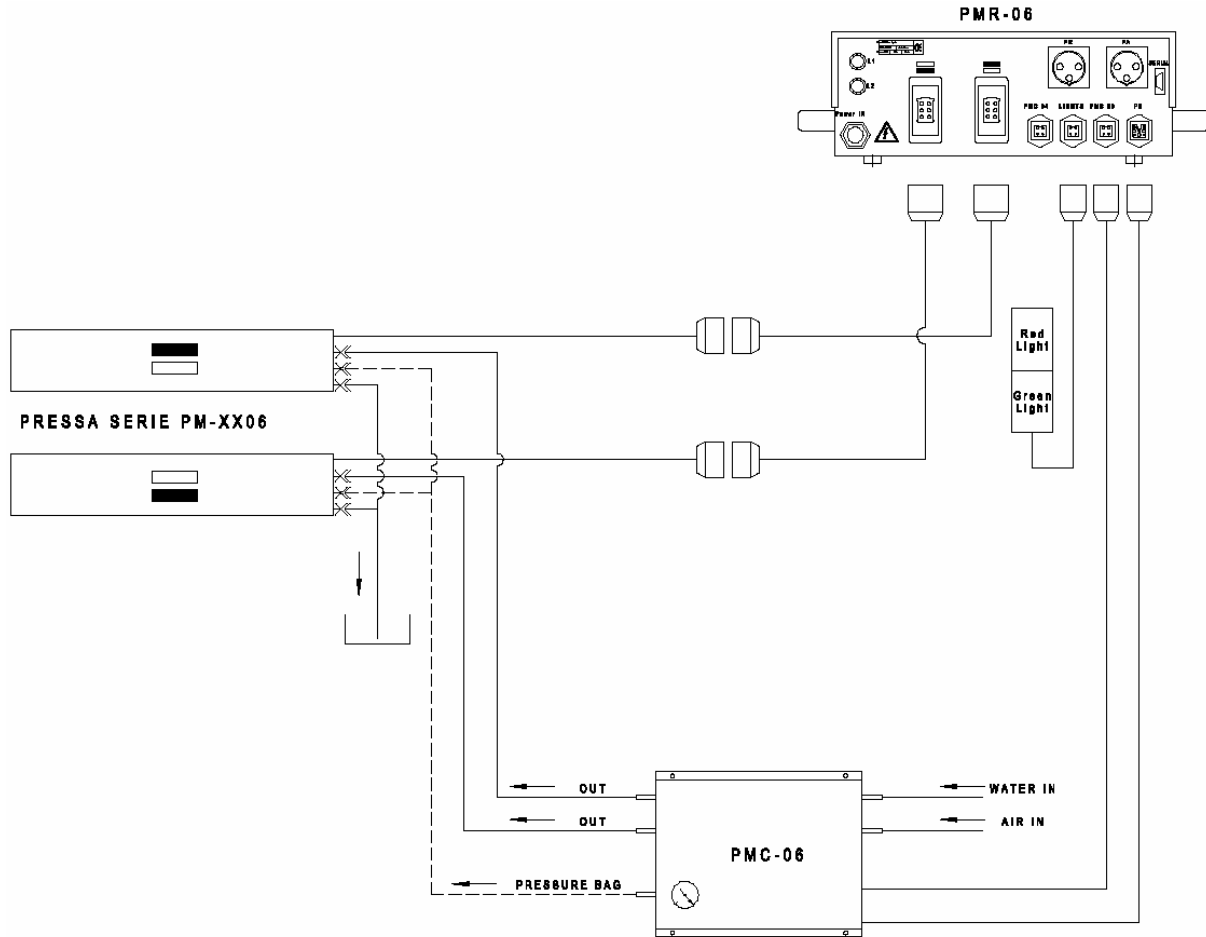 PMR-06
SERIAL
Power IN
LIGHTS
Red
Light
Green
Light
PRESSA SERIE PM-XX06
OUT
WATER IN
OUT
AIR IN
PMC-06
PRESSURE BAG